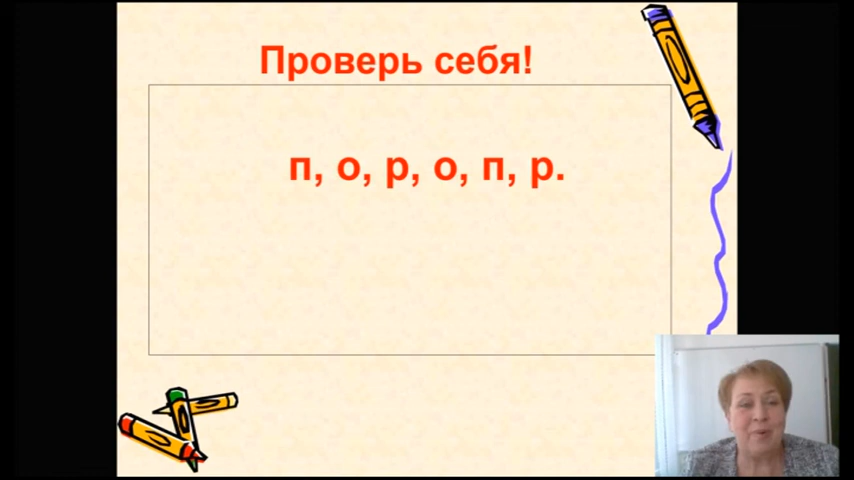 Проверь себя!
п, о, р, о, п, р.